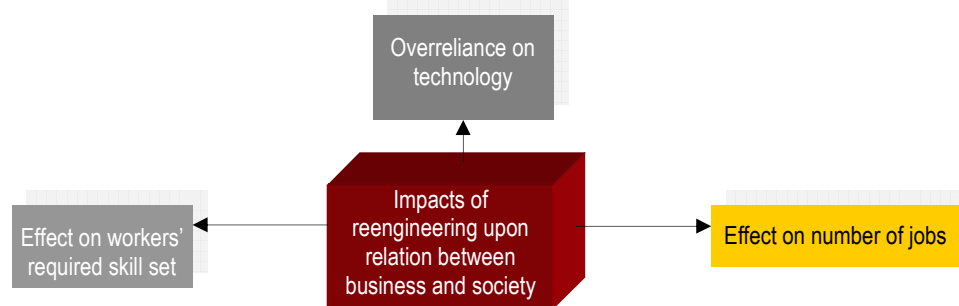 Overreliance on
technology
Impacts of
reengineering upon
relation between
business and society
Effect on workers’
required skill set
Effect on number of jobs